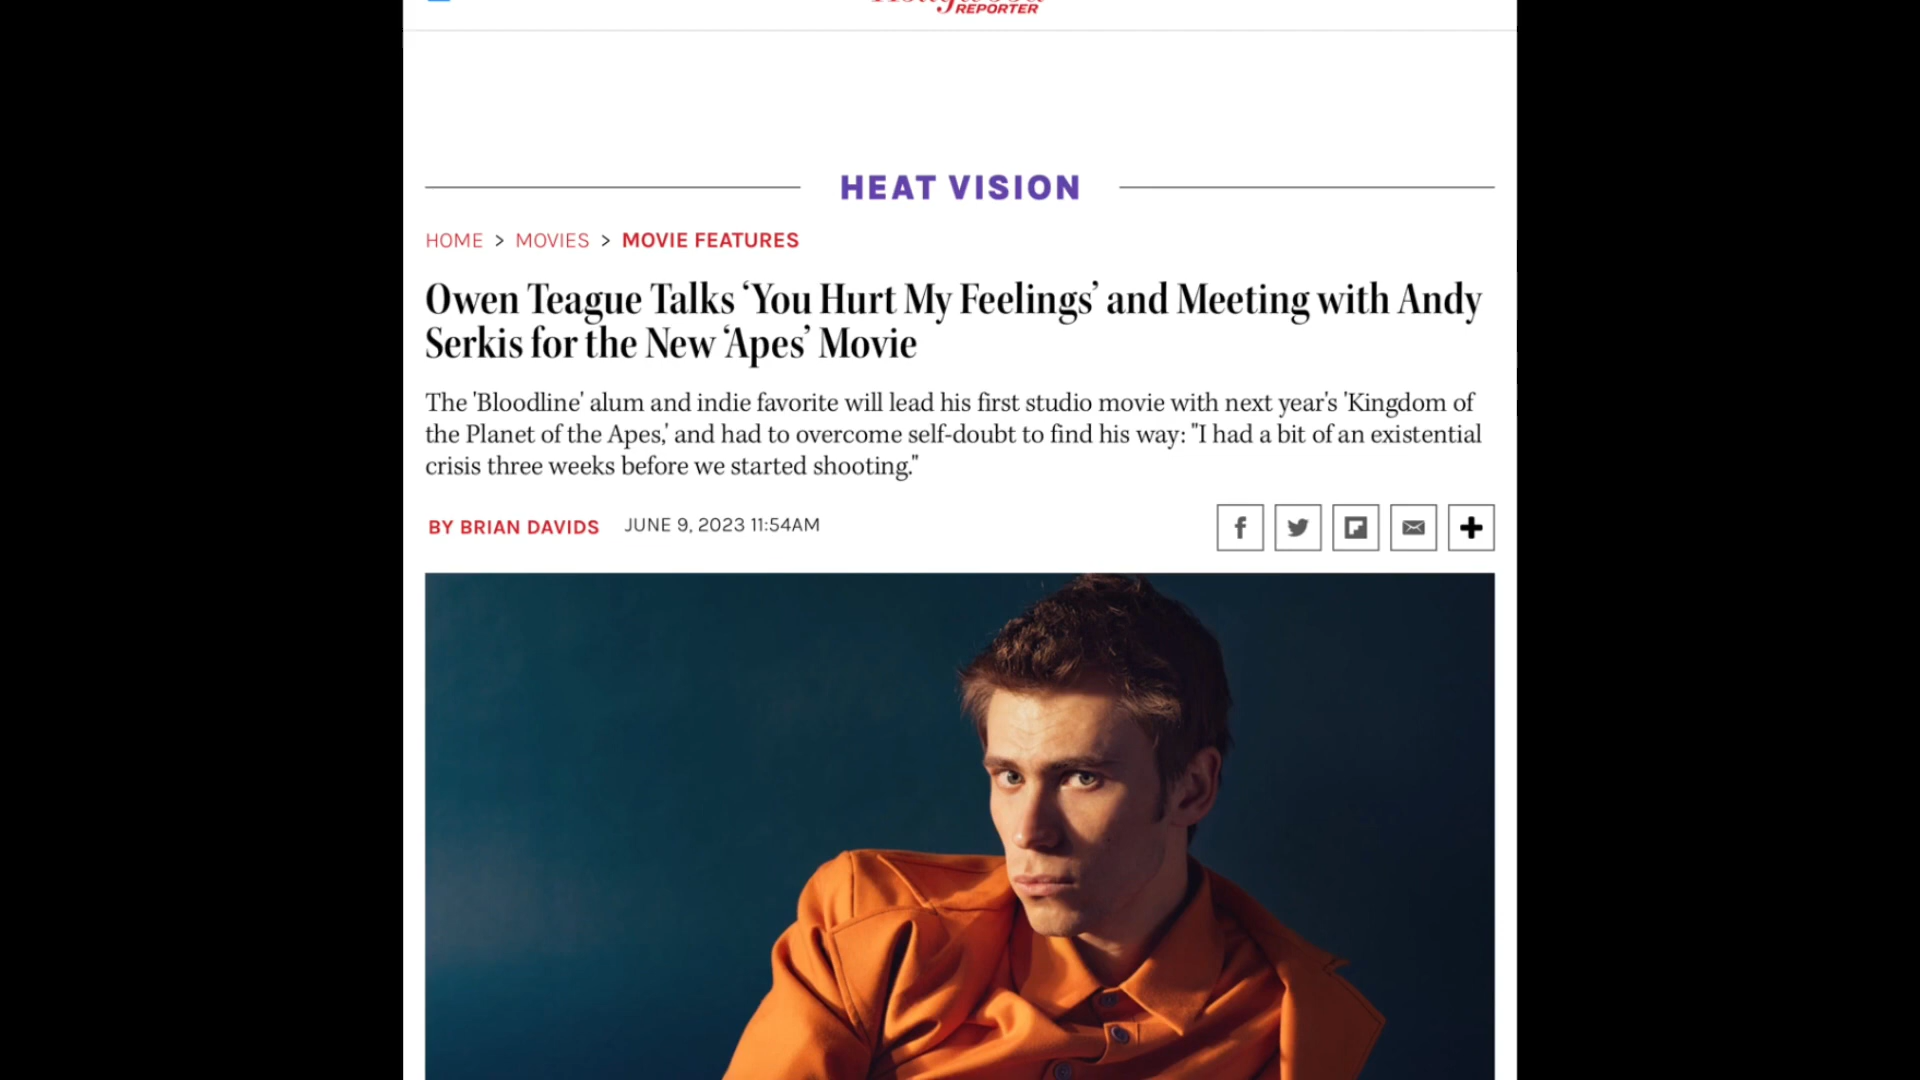 REPORTER
HEAT VISION
HOME > MOVIES > MOVIE FEATURES
Owen Teague Talks ‘You Hurt My Feelings’ and Meeting with Andy
Serkis for the New ‘Apes’ Movie
The 'Bloodline' alum and indie favorite will lead his first studio movie with next year's 'Kingdom of
the Planet of the Apes,' and had to overcome self-doubt to find his way: "I had a bit of an existential
crisis three weeks before we started shooting."
BY BRIAN DAVIDS JUNE 9, 2023 11:54AM